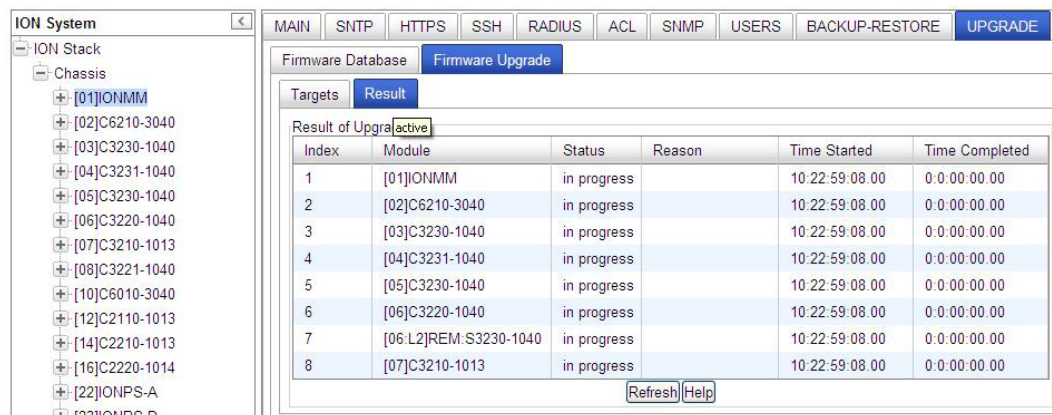 ION System
<
ION Stack
Chassis
[01]IONMM
[02]C6210-3040
[03]C3230-1040
[04]C3231-1040
[05]C3230-1040
[06]C3220-1040
[07]C3210-1013
[08]C3221-1040
[10]C6010-3040
[12]C2110-1013
[14]C2210-1013
[16]C2220-1014
[22]IONPS-A
MAIN SNTP HTTPS SSH RADIUS ACL SNMP USERS BACKUP-RESTORE UPGRADE
Firmware Database Firmware Upgrade
Targets Result
Result of Upgra active
Index Module Status Reason Time Started Time Completed
1 [01]IONMM in progress 10:22:59:08.00 0:0:00:00.00
2 [02]C6210-3040 in progress 10:22:59:08.00 0:0:00:00.00
3 [03]C3230-1040 in progress 10:22:59:08.00 0:0:00:00.00
4 [04]C3231-1040 in progress 10:22:59:08.00 0:0:00:00.00
5 [05]C3230-1040 in progress 10:22:59:08.00 0:0:00:00.00
6 [06]C3220-1040 in progress 10:22:59:08.00 0:0:00:00.00
7 [06:L2]REM:S3230-1040 in progress 10:22:59:08.00 0:0:00:00.00
8 [07]C3210-1013 in progress 10:22:59:08.00 0:0:00:00.00
Refresh Help